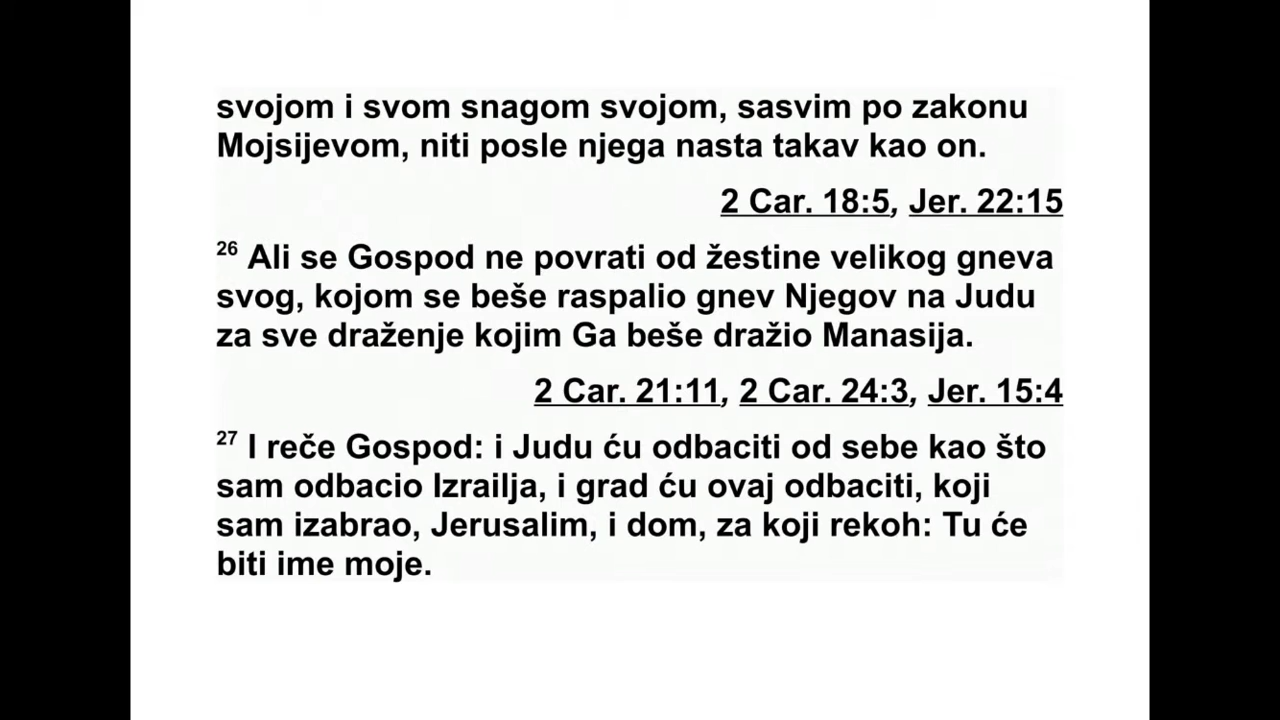 svojom i svom snagom svojom, sasvim po zakonu
Mojsijevom, niti posle njega nasta takav kao on.
2 Car. 18:5, Jer. 22:15
26 Ali se Gospod ne povrati od žestine velikog gneva
svog, kojom se beše raspalio gnev Njegov na Judu
za sve draženje kojim Ga beše dražio Manasija.
2 Car. 21:11, 2 Car. 24:3, Jer. 15:4
27 I reče Gospod: i Judu ću odbaciti od sebe kao što
sam odbacio Izrailja, i grad ću ovaj odbaciti, koji
sam izabrao, Jerusalim, i dom, za koji rekoh: Tu će
biti ime moje.